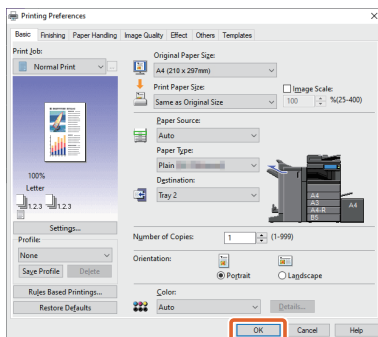 Printing Preferences
Basic Finishing Paper Handling Image Quality Effect Others Templates
Print Job:
Normal Print
...
100%
Letter
1.2.3 1.2.3
Settings...
Profile:
None
Save Profile Delete
Rules Based Printings...
Restore Defaults
Original Paper Size:
A4 (210 x 297mm)
Print Paper Size:
Same as Original Size
Image Scale:
100 %(25-400)
Paper Source:
Auto
Paper Type:
Plain
Destination:
Tray 2
A4
A3
A4-R
B5
A4
Number of Copies: 1 (1-999)
Orientation:
Portrait Landscape
Color:
Auto Details...
OK Cancel Help